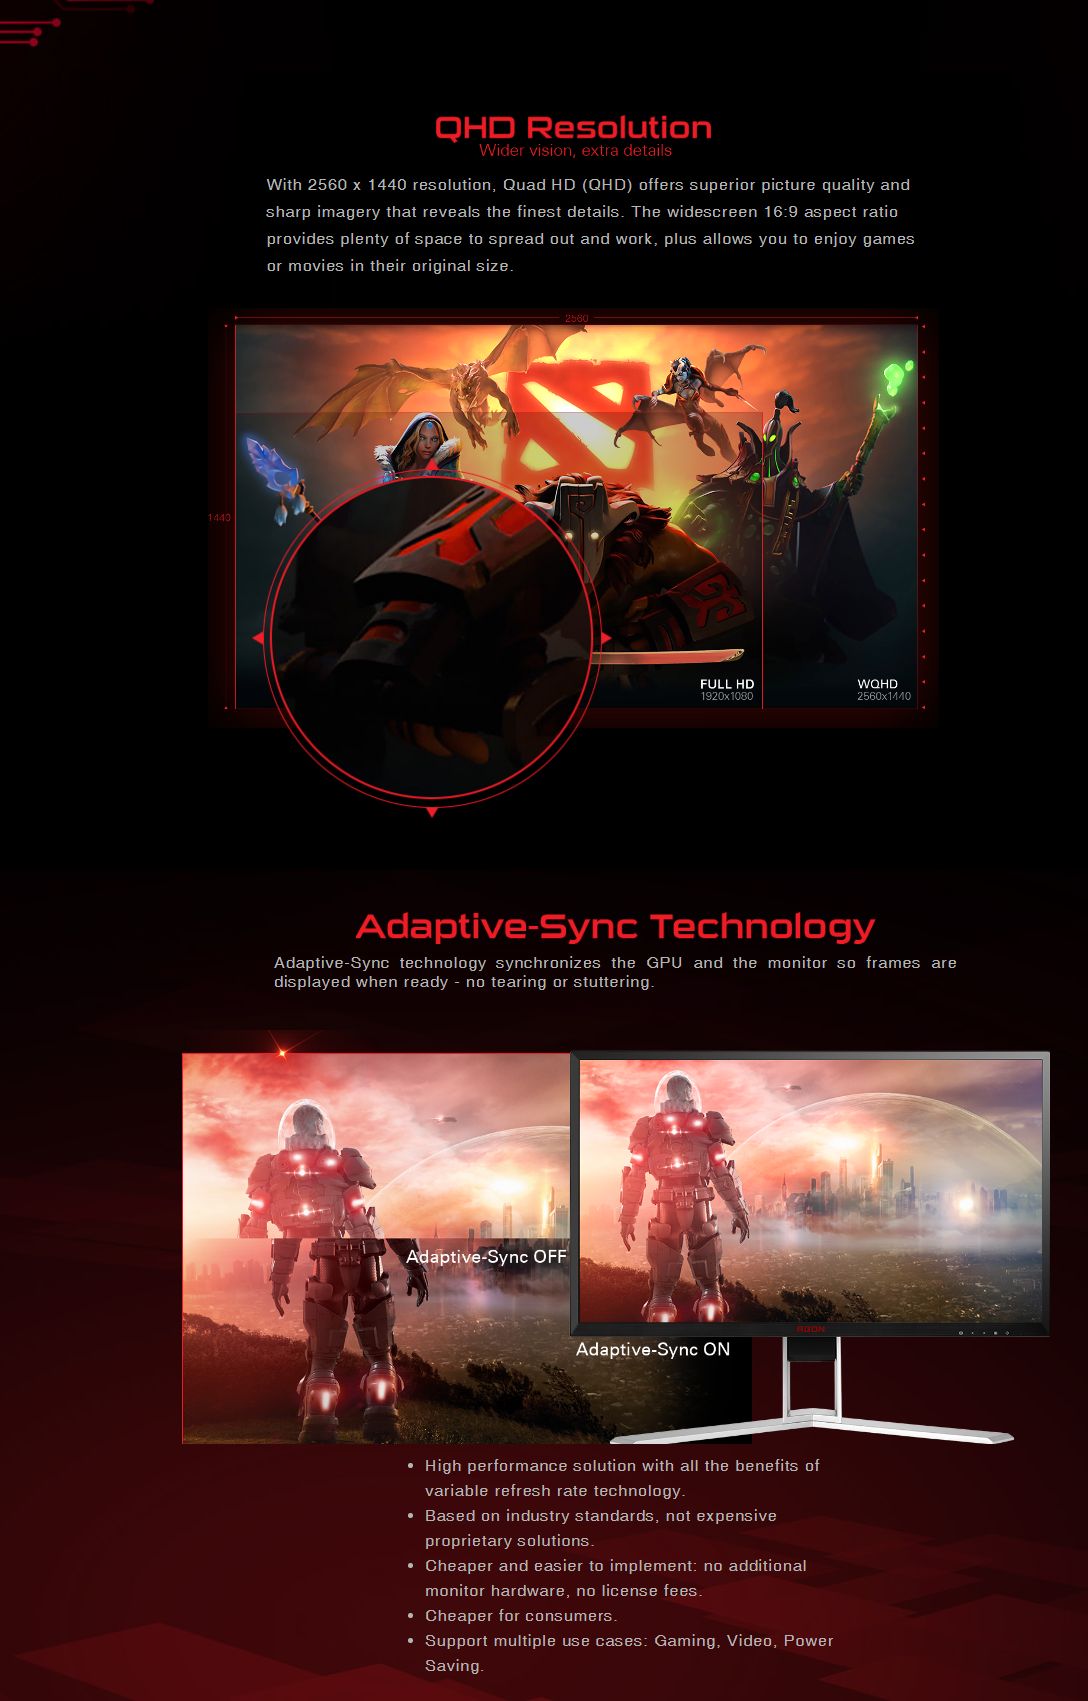 QHD Resolution
Wider vision, extra details
With 2560 x 1440 resolution, Quad HD (QHD) offers superior picture quality and
sharp imagery that reveals the finest details. The widescreen 16:9 aspect ratio
provides plenty of space to spread out and work, plus allows you to enjoy games
or movies in their original size.
2560
1440
FULL HD
1920x1080
WQHD
2560x1440
Adaptive-Sync Technology
Adaptive-Sync technology synchronizes the GPU and the monitor so frames are
displayed when ready - no tearing or stuttering.
Adaptive-Sync OFF
AGON
Adaptive-Sync ON
• High performance solution with all the benefits of
variable refresh rate technology.
• Based on industry standards, not expensive
proprietary solutions.
• Cheaper and easier to implement: no additional
monitor hardware, no license fees.
• Cheaper for consumers.
• Support multiple use cases: Gaming, Video, Power
Saving.